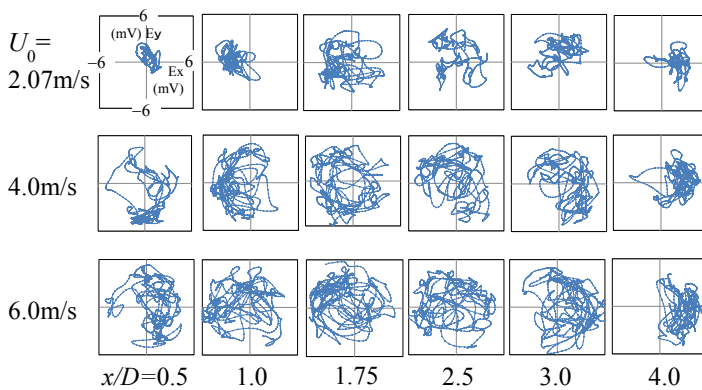 U₀=
2.07m/s
6
(mV) Ey
−6
6
Ex
(mV)
−6
4.0m/s
6.0m/s
x/D=0.5
1.0
1.75
2.5
3.0
4.0